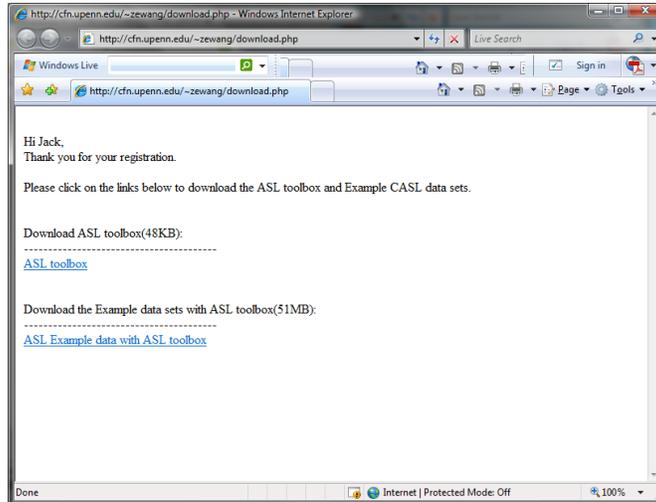 http://cfn.upenn.edu/~zewang/download.php - Windows Internet Explorer
http://cfn.upenn.edu/~zewang/download.php
Live Search
Windows Live
Sign in
http://cfn.upenn.edu/~zewang/download.php
Page
Tools
Hi Jack,
Thank you for your registration.
Please click on the links below to download the ASL toolbox and Example CASL data sets.
Download ASL toolbox(48KB):
----------------------------------------
ASL toolbox
Download the Example data sets with ASL toolbox(51MB):
----------------------------------------
ASL Example data with ASL toolbox
Done
Internet | Protected Mode: Off
100%